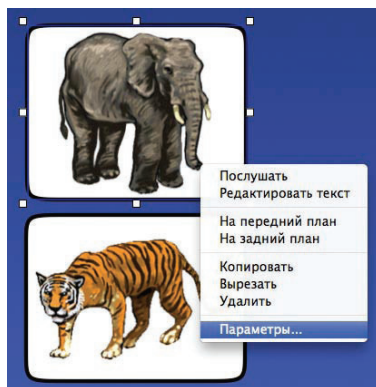 Послушать
Редактировать текст
На передний план
На задний план
Копировать
Вырезать
Удалить
Параметры...